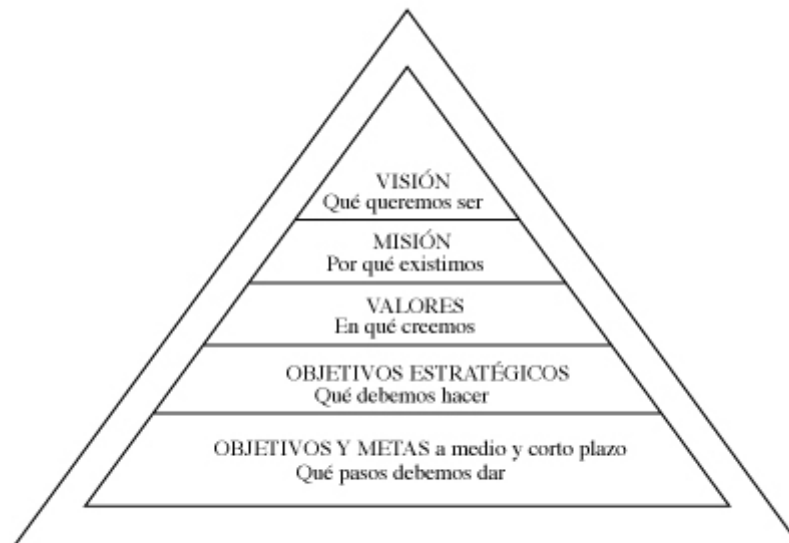 VISIÓN
Qué queremos ser
MISIÓN
Por qué existimos
VALORES
En qué creemos
OBJETIVOS ESTRATÉGICOS
Qué debemos hacer
OBJETIVOS Y METAS a medio y corto plazo
Qué pasos debemos dar